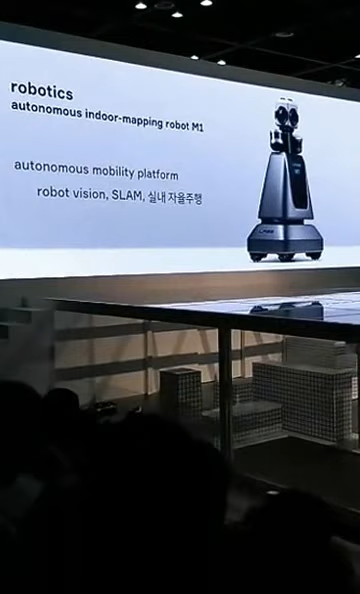 robotics
autonomous indoor-mapping robot M1
autonomous mobility platform
robot vision, SLAM, 실내 자율주행